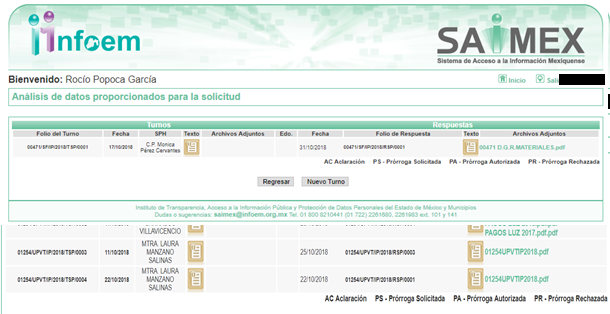 infoem
SAIMEX
Sistema de Acceso a la Información Mexiquense
Bienvenido: Rocío Popoca García
Inicio
Análisis de datos proporcionados para la solicitud
Turnos Respuestas
Folio del Turno Fecha SPH Texto Archivos Adjuntos Edo. Fecha Folio de Respuesta Texto Archivos Adjuntos
00471/SF/IP/2018/TSP/0001 17/10/2018 C.P. Monica Pérez Cervantes 31/10/2018 00471/SF/IP/2018/RSP/0001 00471 D.G.R.MATERIALES.pdf
AC Aclaración PS - Prórroga Solicitada PA - Prórroga Autorizada PR - Prórroga Rechazada
Regresar Nuevo Turno
Instituto de Transparencia, Acceso a la Información Pública y Protección de Datos Personales del Estado de México y Municipios
Dudas o sugerencias: saimex@infoem.org.mx Tel. 01 800 8210441 (01 722) 2261980, 2261983 ext. 101 y 141
VILLAVICENCIO
PAGOS LUZ 2017.pdf.pdf
01254/UPVT/IP/2018/TSP/0003 MTRA. LAURA MANZANO SALINAS 25/10/2018 01254/UPVT/IP/2018/RSP/0003 01254UPVTIP2018.pdf
01254/UPVT/IP/2018/TSP/0004 22/10/2018 MTRA. LAURA MANZANO SALINAS 22/10/2018 01254/UPVT/IP/2018/RSP/0001 01254UPVTIP2018.pdf
AC Aclaración PS - Prórroga Solicitada PA - Prórroga Autorizada PR - Prórroga Rechazada